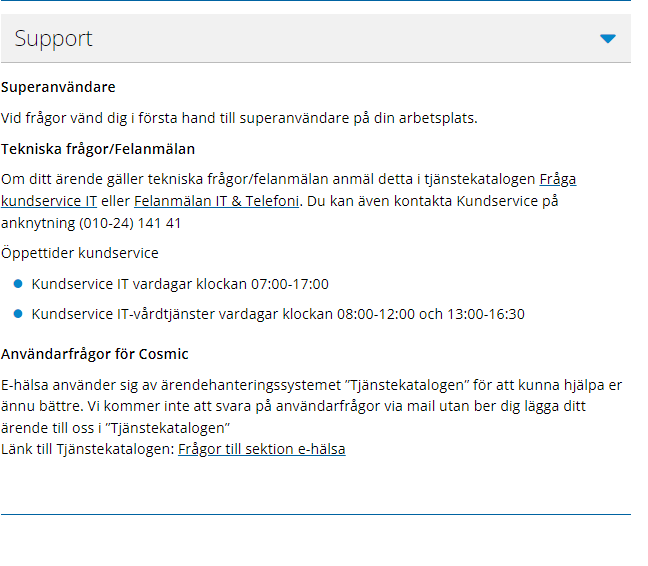 Support
Superanvändare
Vid frågor vänd dig i första hand till superanvändare på din arbetsplats.
Tekniska frågor/Felanmälan
Om ditt ärende gäller tekniska frågor/felanmälan anmäl detta i tjänstekatalogen Fråga
kundservice IT eller Felanmälan IT & Telefoni. Du kan även kontakta Kundservice på
anknytning (010-24) 141 41
Öppettider kundservice
Kundservice IT vardagar klockan 07:00-17:00
Kundservice IT-vårdtjänster vardagar klockan 08:00-12:00 och 13:00-16:30
Användarfrågor för Cosmic
E-hälsa använder sig av ärendehanteringssystemet ”Tjänstekatalogen” för att kunna hjälpa er
ännu bättre. Vi kommer inte att svara på användarfrågor via mail utan ber dig lägga ditt
ärende till oss i ”Tjänstekatalogen”
Länk till Tjänstekatalogen: Frågor till sektion e-hälsa